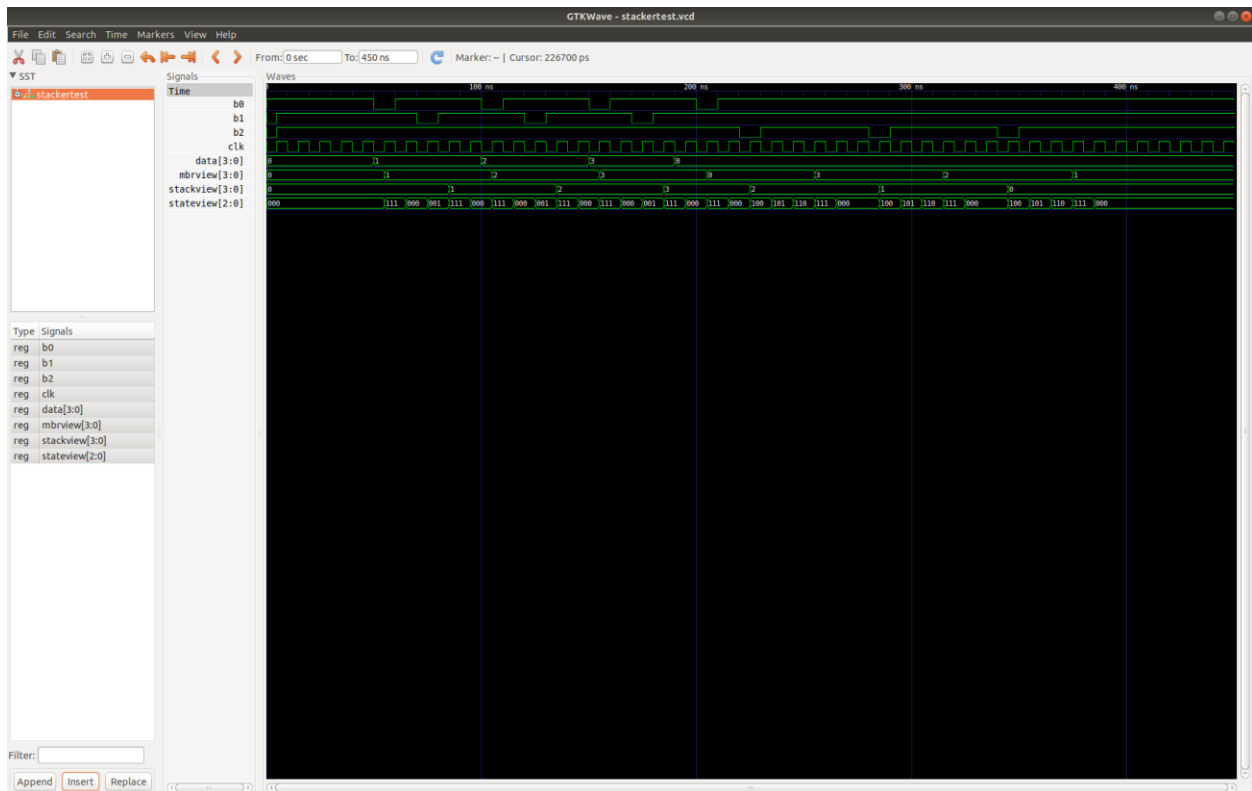 GTKWave - stackertest.vcd
File Edit Search Time Markers View Help
From: 0 sec To: 450 ns Marker: -- | Cursor: 226700 ps
SST
stackertest
Signals
Time
b0
b1
b2
clk
data[3:0]
mbrview[3:0]
stackview[3:0]
stateview[2:0]
Waves
100 ns 200 ns 300 ns 400 ns
0 1 2 3 0
0 1 2 3 0 3 2 1
0 1 2 3 2 1 0
000 111 000 001 111 000 111 000 001 111 000 111 000 001 111 000 111 000 100 101 110 111 000 100 101 110 111 000 100 101 110 111 000
Type Signals
reg b0
reg b1
reg b2
reg clk
reg data[3:0]
reg mbrview[3:0]
reg stackview[3:0]
reg stateview[2:0]
Filter:
Append Insert Replace